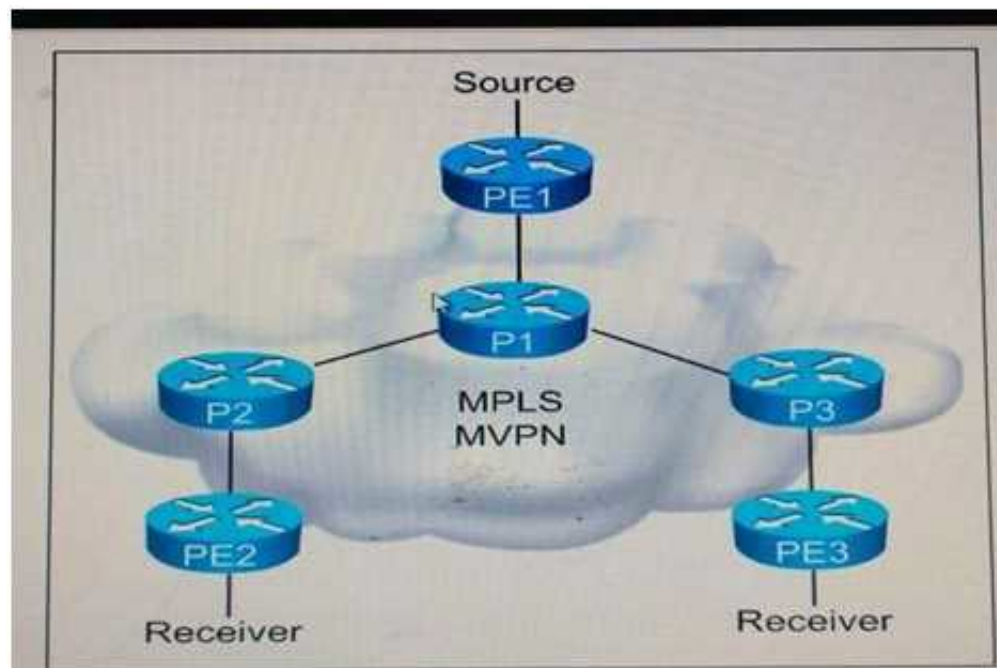 Source
PE1
P1
P2
MPLS
MVPN
P3
PE2
PE3
Receiver
Receiver